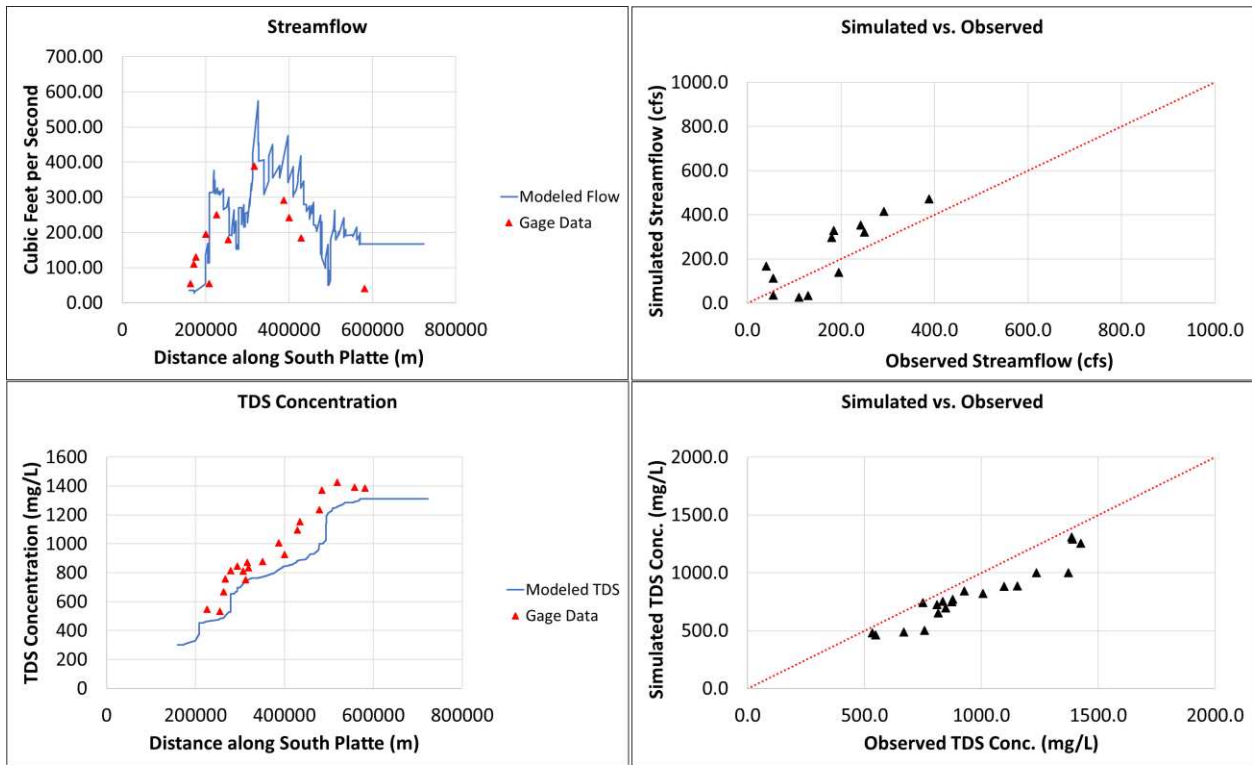 Streamflow
Cubic Feet per Second
700.00
600.00
500.00
400.00
300.00
200.00
100.00
0.00
0 200000 400000 600000 800000
Distance along South Platte (m)
Modeled Flow
Gage Data
Simulated vs. Observed
Simulated Streamflow (cfs)
1000.0
800.0
600.0
400.0
200.0
0.0
0.0 200.0 400.0 600.0 800.0 1000.0
Observed Streamflow (cfs)
TDS Concentration
TDS Concentration (mg/L)
1600
1400
1200
1000
800
600
400
200
0
0 200000 400000 600000 800000
Distance along South Platte (m)
Modeled TDS
Gage Data
Simulated vs. Observed
Simulated TDS Conc. (mg/L)
2000.0
1500.0
1000.0
500.0
0.0
0.0 500.0 1000.0 1500.0 2000.0
Observed TDS Conc. (mg/L)